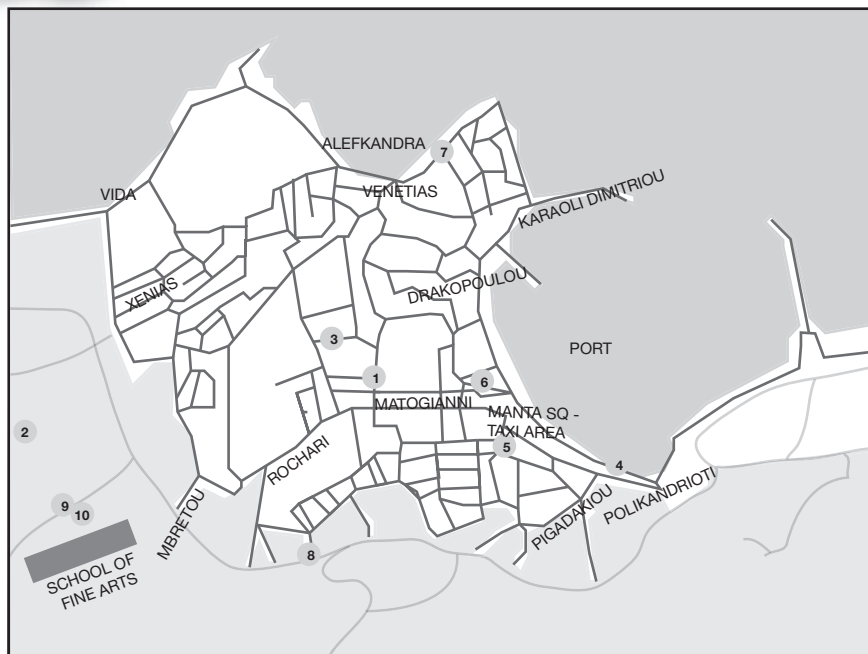 ALEFKANDRA
7
VIDA
VENETIAS
KARAOLI DIMITRIOU
XENIAS
DRAKOPOULOU
3
PORT
1
6
MATOGIANNI
MANTA SQ -
TAXI AREA
2
5
ROCHARI
4
POLIKANDRIOTI
PIGADAKIOU
9
10
MBRETOU
8
SCHOOL OF
FINE ARTS